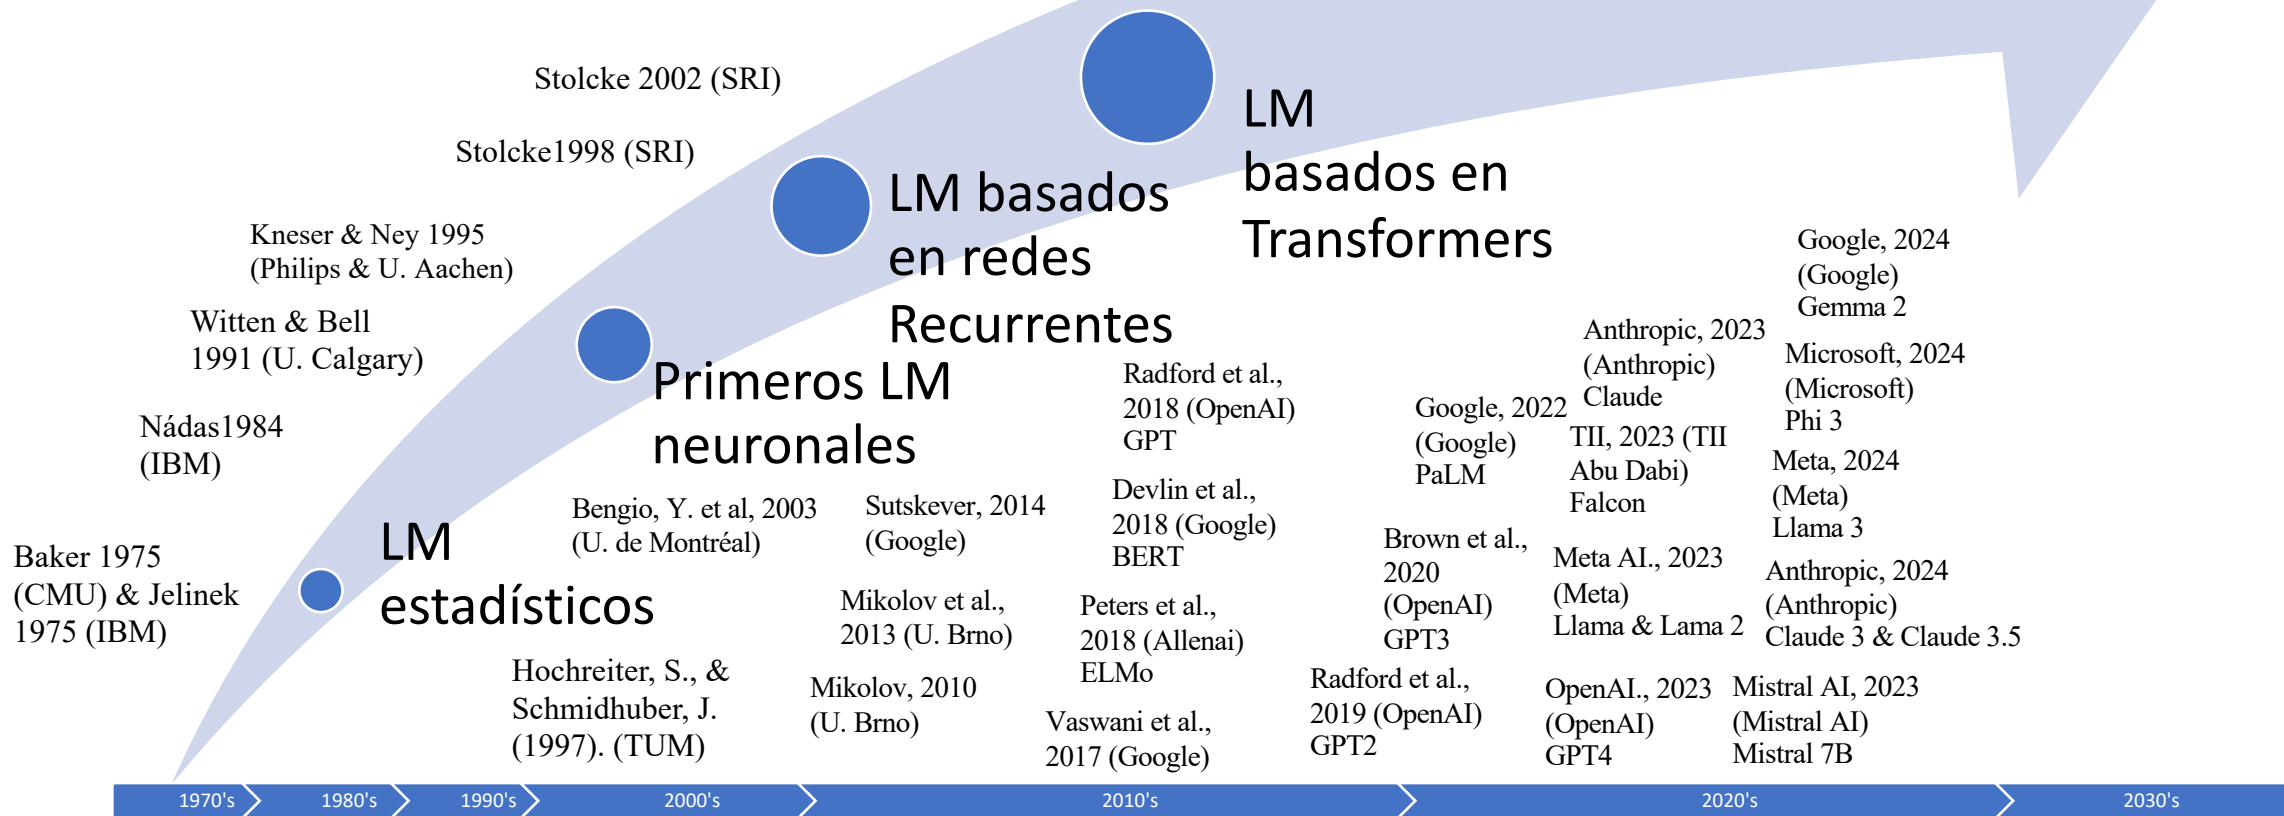 Stolcke 2002 (SRI)
Stolcke1998 (SRI)
Kneser & Ney 1995
(Philips & U. Aachen)
Witten & Bell
1991 (U. Calgary)
Nádas1984
(IBM)
Baker 1975
(CMU) & Jelinek
1975 (IBM)
LM
estadísticos
Primeros LM
neuronales
LM basados
en redes
Recurrentes
LM
basados en
Transformers
Hochreiter, S., &
Schmidhuber, J.
(1997). (TUM)
Bengio, Y. et al, 2003
(U. de Montréal)
Sutskever, 2014
(Google)
Mikolov et al.,
2013 (U. Brno)
Mikolov, 2010
(U. Brno)
Radford et al.,
2018 (OpenAI)
GPT
Devlin et al.,
2018 (Google)
BERT
Peters et al.,
2018 (Allenai)
ELMo
Vaswani et al.,
2017 (Google)
Google, 2022
(Google)
PaLM
Brown et al.,
2020
(OpenAI)
GPT3
Radford et al.,
2019 (OpenAI)
GPT2
Anthropic, 2023
(Anthropic)
Claude
TII, 2023 (TII
Abu Dabi)
Falcon
Meta AI., 2023
(Meta)
Llama & Lama 2
OpenAI., 2023
(OpenAI)
GPT4
Google, 2024
(Google)
Gemma 2
Microsoft, 2024
(Microsoft)
Phi 3
Meta, 2024
(Meta)
Llama 3
Anthropic, 2024
(Anthropic)
Claude 3 & Claude 3.5
Mistral AI, 2023
(Mistral AI)
Mistral 7B
1970's
1980's
1990's
2000's
2010's
2020's
2030's